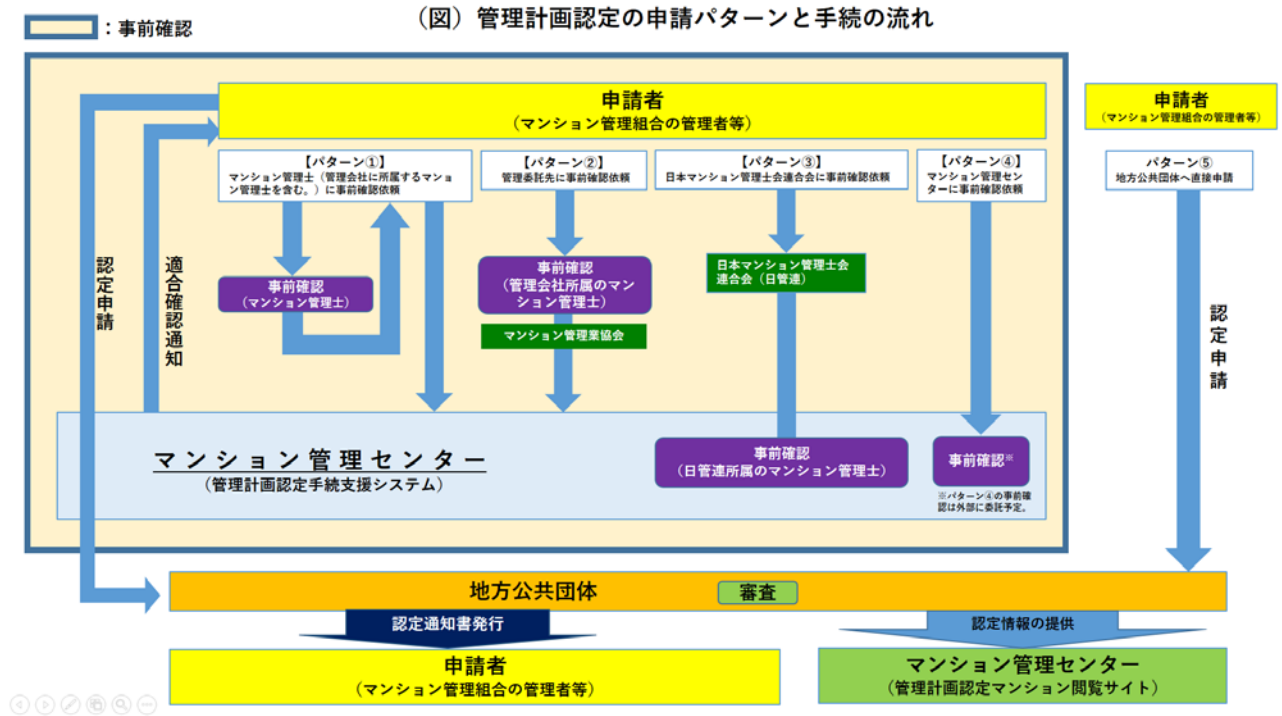 （図）管理計画認定の申請パターンと手続の流れ
：事前確認
申請者
（マンション管理組合の管理者等）
申請者
（マンション管理組合の管理者等）
【パターン①】
マンション管理士（管理会社に所属するマンショ
ン管理士を含む。）に事前確認依頼
【パターン②】
管理委託先に事前確認依頼
【パターン③】
日本マンション管理士会連合会に事前確認依頼
【パターン④】
マンション管理セン
ターに事前確認依頼
パターン⑤
地方公共団体へ直接申請
認定申請
適合確認通知
事前確認
（マンション管理士）
事前確認
（管理会社所属のマン
ション管理士）
マンション管理業協会
日本マンション管理士会
連合会（日管連）
認定申請
マンション管理センター
（管理計画認定手続支援システム）
事前確認
（日管連所属のマンション管理士）
事前確認※
※パターン④の事前確
認は外部に委託予定。
地方公共団体
審査
認定通知書発行
認定情報の提供
申請者
（マンション管理組合の管理者等）
マンション管理センター
（管理計画認定マンション閲覧サイト）